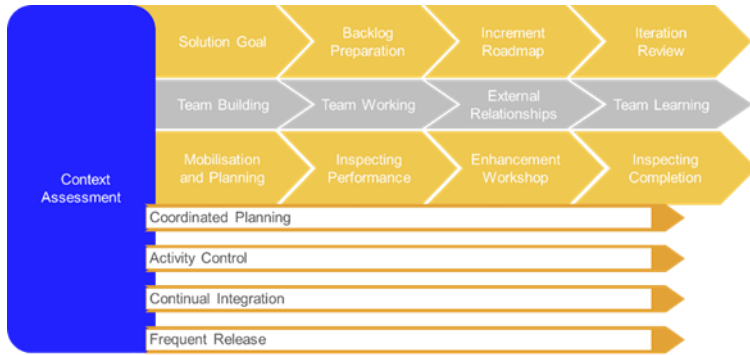 Context
Assessment
Solution Goal
Backlog
Preparation
Increment
Roadmap
Iteration
Review
Team Building
Team Working
External
Relationships
Team Learning
Mobilisation
and Planning
Inspecting
Performance
Enhancement
Workshop
Inspecting
Completion
Coordinated Planning
Activity Control
Continual Integration
Frequent Release